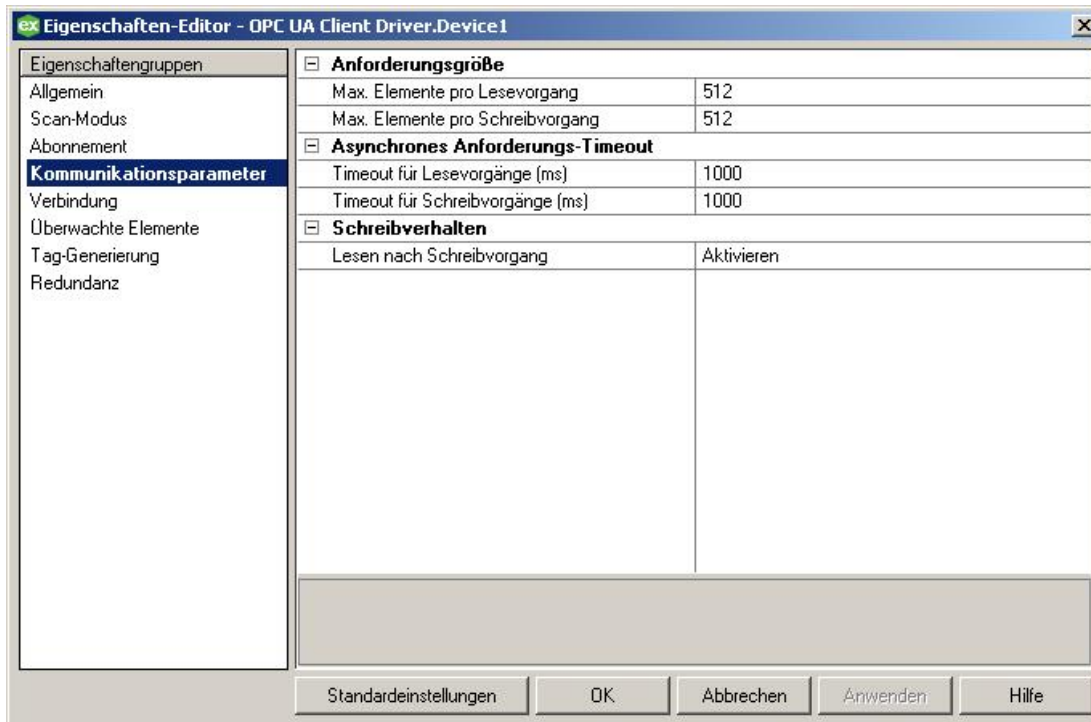 ex Eigenschaften-Editor - OPC UA Client Driver.Device1
Eigenschaftengruppen
Allgemein
Scan-Modus
Abonnement
Kommunikationsparameter
Verbindung
Überwachte Elemente
Tag-Generierung
Redundanz
Anforderungsgröße
Max. Elemente pro Lesevorgang 512
Max. Elemente pro Schreibvorgang 512
Asynchrones Anforderungs-Timeout
Timeout für Lesevorgänge (ms) 1000
Timeout für Schreibvorgänge (ms) 1000
Schreibverhalten
Lesen nach Schreibvorgang Aktivieren
Standardeinstellungen OK Abbrechen Anwenden Hilfe